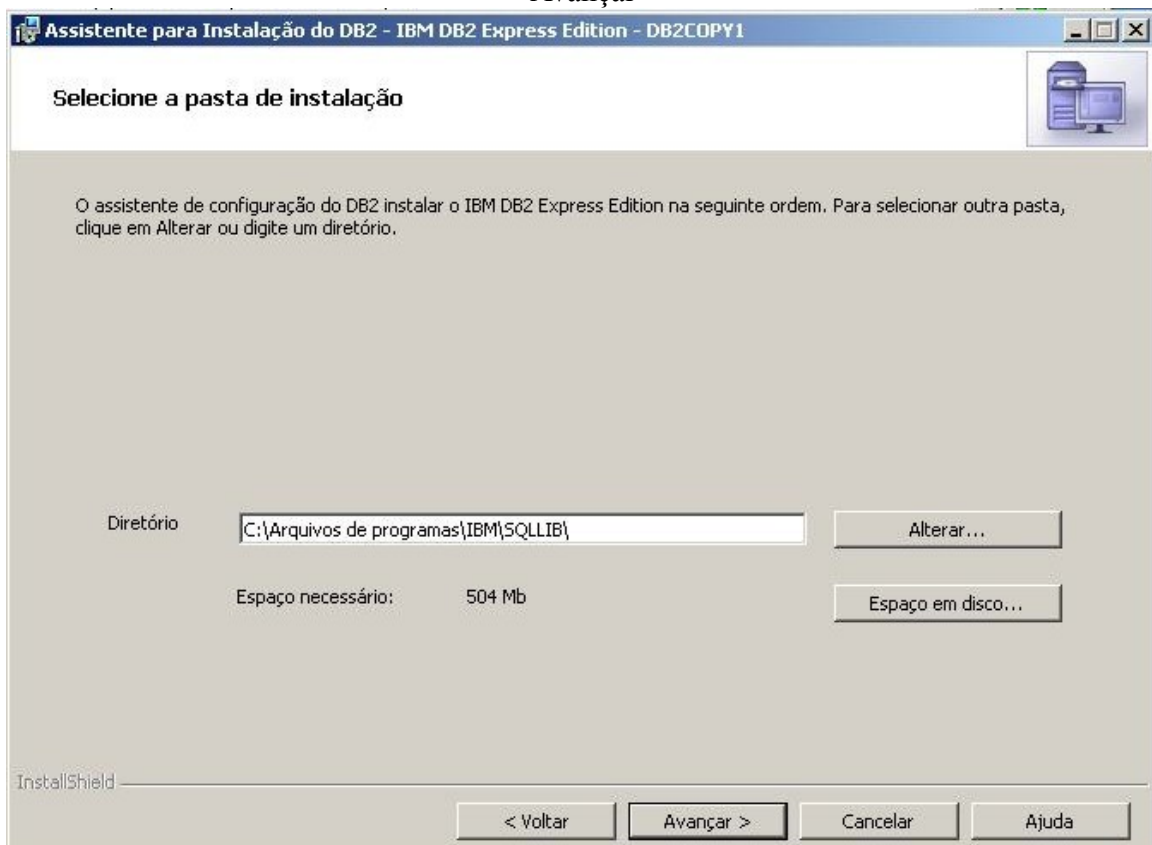 Avançar
Assistente para Instalação do DB2 - IBM DB2 Express Edition - DB2COPY1
Selecione a pasta de instalação
O assistente de configuração do DB2 instalar o IBM DB2 Express Edition na seguinte ordem. Para selecionar outra pasta,
clique em Alterar ou digite um diretório.
Diretório C:\Arquivos de programas\IBM\SQLLIB\ Alterar...
Espaço necessário: 504 Mb Espaço em disco...
InstallShield
< Voltar Avançar > Cancelar Ajuda